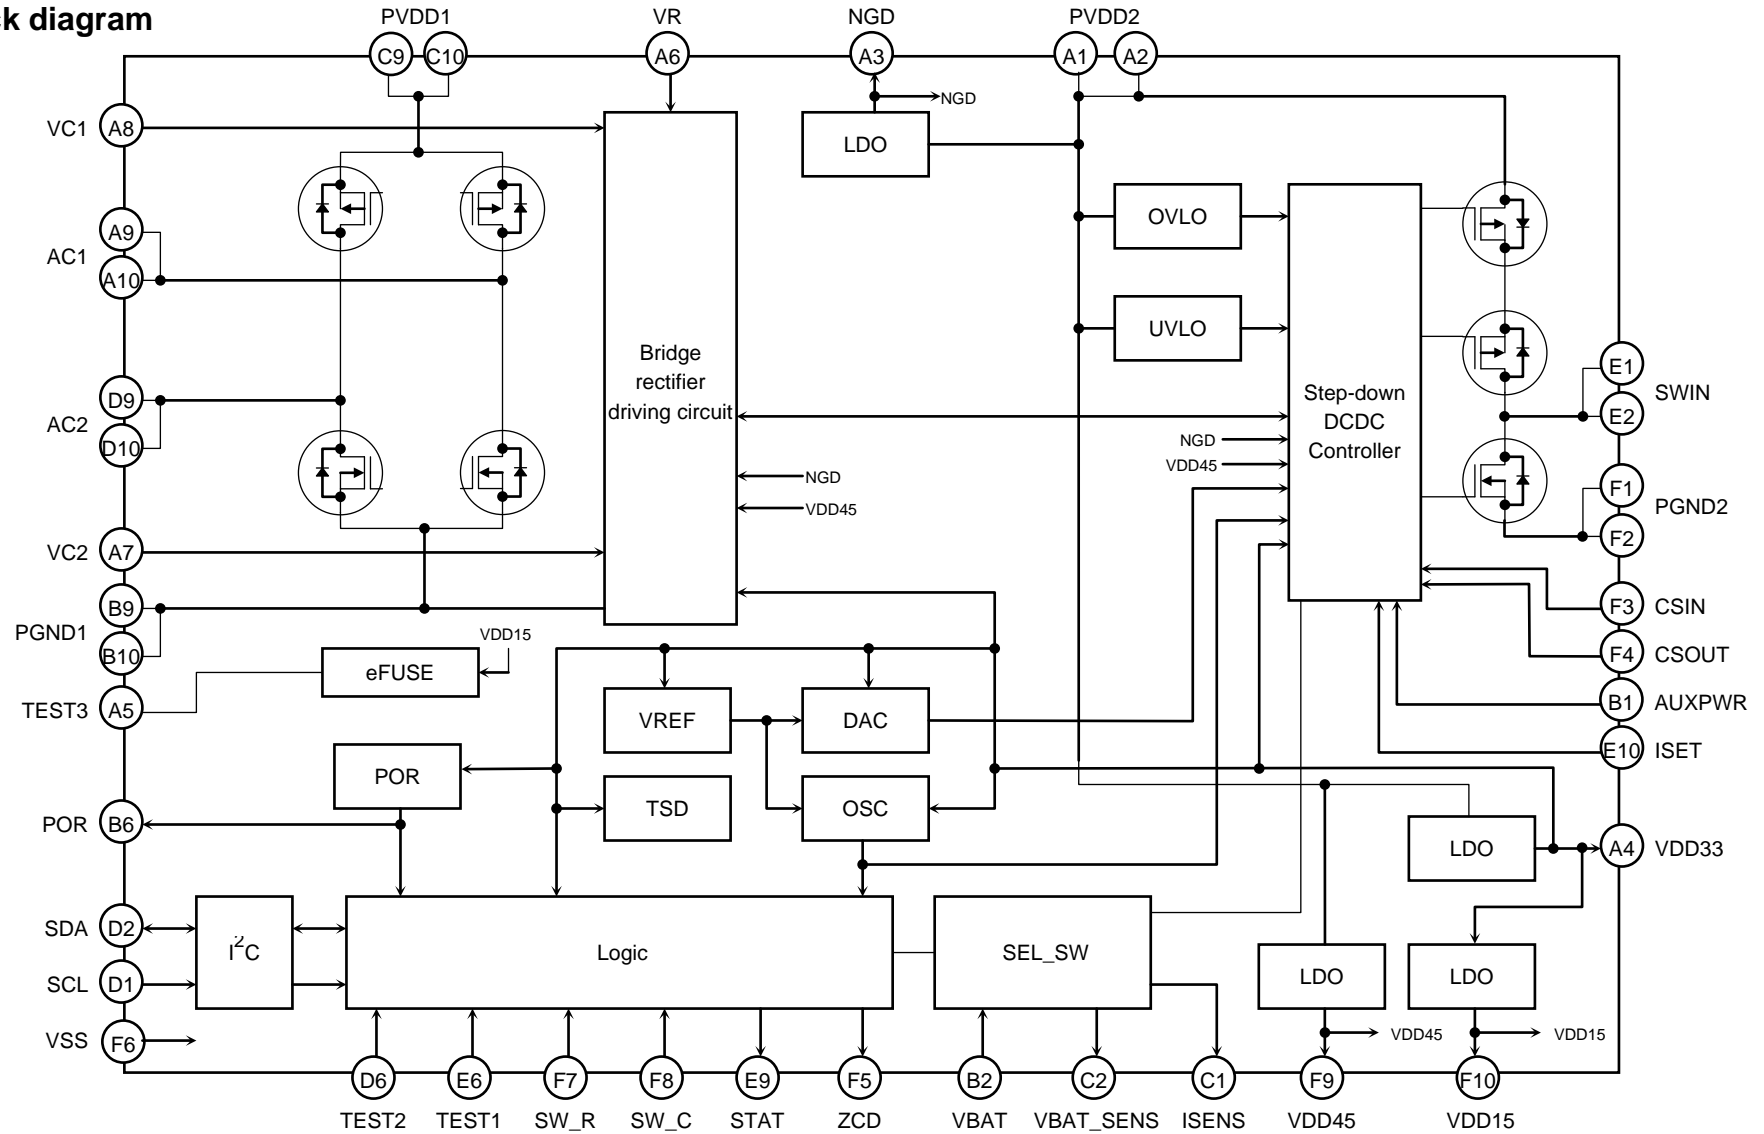 ck diagram
PVDD1
VR
NGD
PVDD2
C9
C10
A6
A3
A1
A2
NGD
VC1
A8
LDO
AC1
A9
A10
OVLO
UVLO
Bridge
rectifier
driving circuit
Step-down
DCDC
Controller
E1
E2
SWIN
AC2
D9
D10
NGD
VDD45
NGD
VDD45
F1
F2
PGND2
VC2
A7
PGND1
B9
B10
VDD15
eFUSE
F3
CSIN
F4
CSOUT
TEST3
A5
VREF
DAC
B1
AUXPWR
E10
ISET
POR
TSD
OSC
POR
B6
LDO
A4
VDD33
SDA
D2
I2C
Logic
SEL_SW
LDO
LDO
SCL
D1
VSS
F6
VDD45
VDD15
D6
E6
F7
F8
E9
F5
B2
C2
C1
F9
F10
TEST2
TEST1
SW_R
SW_C
STAT
ZCD
VBAT
VBAT_SENS
ISENS
VDD45
VDD15